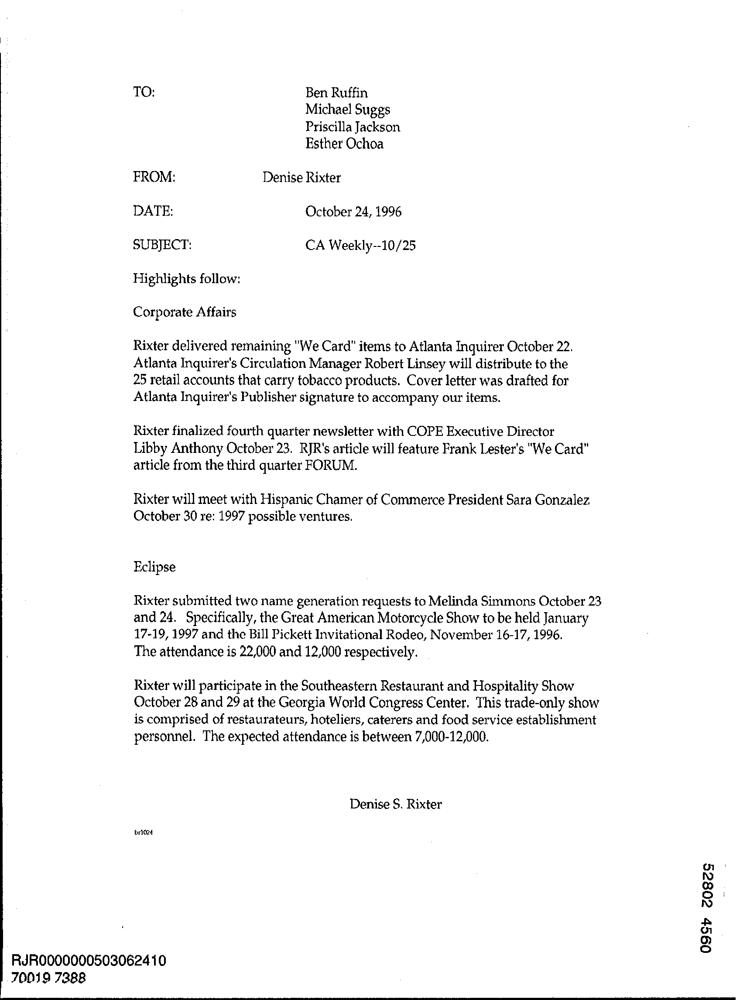 TO: Ben Ruffin
Michael Suggs
Priscilla Jackson
Esther Ochoa
FROM: Denise Rixter
DATE: October 24, 1996
SUBJECT: CA Weekly--10/25
Highlights follow:
Corporate Affairs
Rixter delivered remaining "We Card" items to Atlanta Inquirer October 22.
Atlanta Inquirer's Circulation Manager Robert Linsey will distribute to the
25 retail accounts that carry tobacco products. Cover letter was drafted for
Atlanta Inquirer's Publisher signature to accompany our items.
Rixter finalized fourth quarter newsletter with COPE Executive Director
Libby Anthony October 23. RJR's article will feature Frank Lester's "We Card"
article from the third quarter FORUM.
Rixter will meet with Hispanic Chamer of Commerce President Sara Gonzalez
October 30 re: 1997 possible ventures.
Eclipse
Rixter submitted two name generation requests to Melinda Simmons October 23
and 24. Specifically, the Great American Motorcycle Show to be held January
17-19, 1997 and the Bill Pickett Invitational Rodeo, November 16-17, 1996.
The attendance is 22,000 and 12,000 respectively.
Rixter will participate in the Southeastern Restaurant and Hospitality Show
October 28 and 29 at the Georgia World Congress Center. This trade-only show
is comprised of restaurateurs, hoteliers, caterers and food service establishment
personnel. The expected attendance is between 7,000-12,000.
Denise S. Rixter
52802 4560
RJR0000000503062410
70019 7388